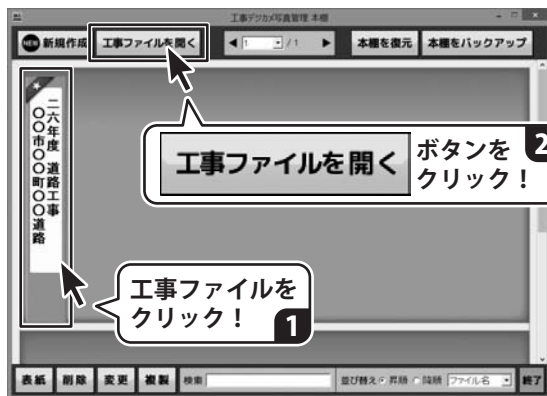 工事デジカメ写真管理 本棚
NEW 新規作成 工事ファイルを開く ◀ 1 / 1 ▶ 本棚を復元 本棚をバックアップ
二六年度 道路工事
〇〇市〇〇町〇〇道路
工事ファイルを開く
ボタンを
クリック！
2
工事ファイルを
クリック！
1
表紙 削除 変更 複製 検索 並び替え 昇順 降順 ファイル名 終了